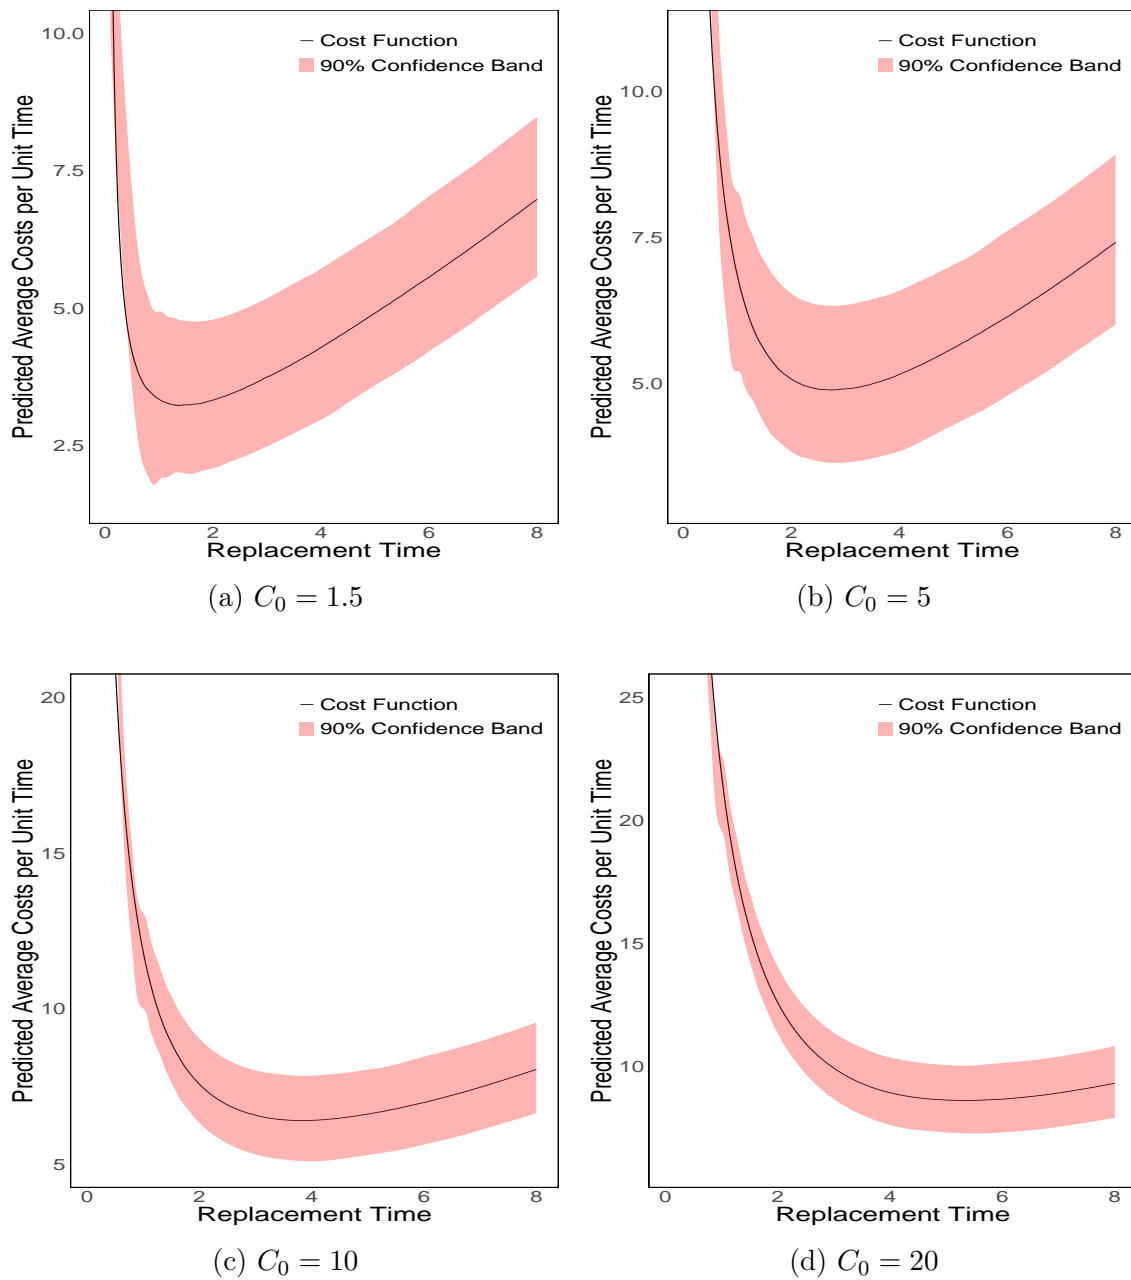 Predicted Average Costs per Unit Time
10.0
7.5
5.0
2.5
— Cost Function
90% Confidence Band
0 2 4 6 8
Replacement Time
(a) C₀ = 1.5
Predicted Average Costs per Unit Time
10.0
7.5
5.0
— Cost Function
90% Confidence Band
0 2 4 6 8
Replacement Time
(b) C₀ = 5
Predicted Average Costs per Unit Time
20
15
10
5
— Cost Function
90% Confidence Band
0 2 4 6 8
Replacement Time
(c) C₀ = 10
Predicted Average Costs per Unit Time
25
20
15
10
— Cost Function
90% Confidence Band
0 2 4 6 8
Replacement Time
(d) C₀ = 20